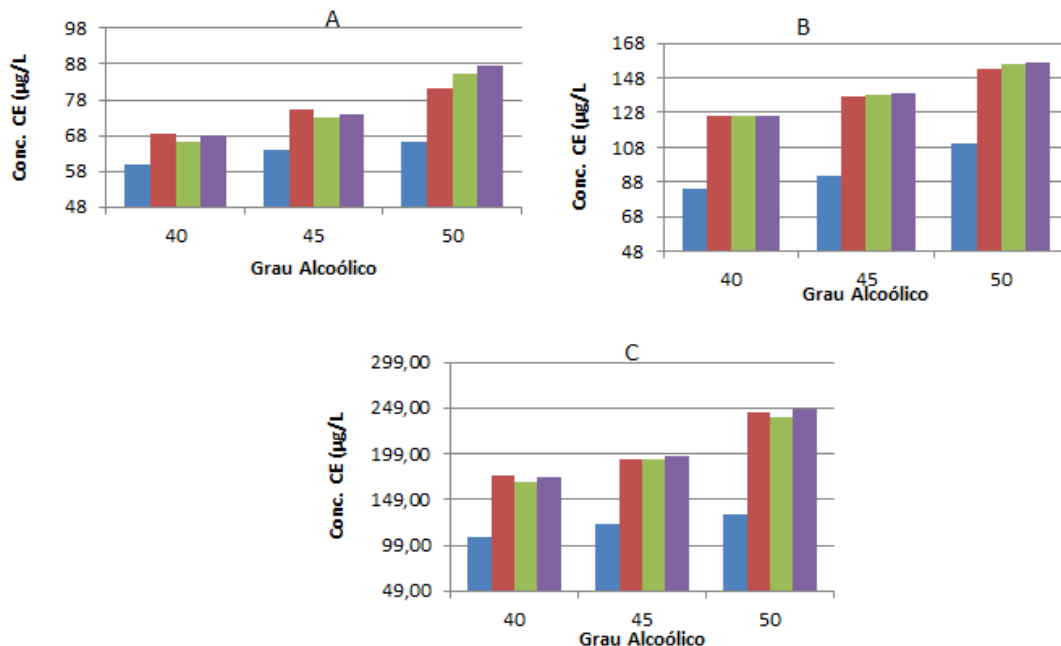 A
Conc. CE (µg/L
98
88
78
68
58
48
40 45 50
Grau Alcoólico
B
Conc. CE (µg/L
168
148
128
108
88
68
48
40 45 50
Grau Alcoólico
C
Conc. CE (µg/L
299,00
249,00
199,00
149,00
99,00
49,00
40 45 50
Grau Alcoólico